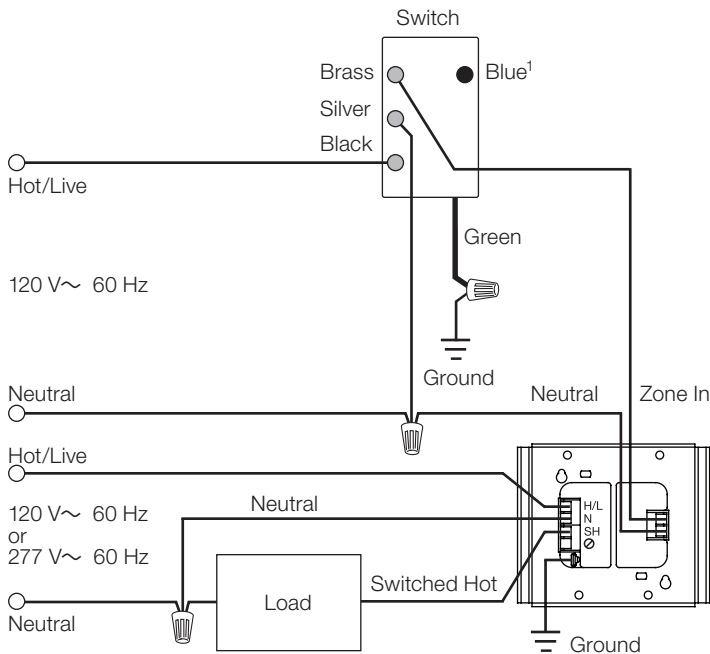 Switch
Brass
Blue¹
Silver
Black
Hot/Live
Green
120 V～ 60 Hz
Ground
Neutral
Neutral
Zone In
Hot/Live
Neutral
120 V～ 60 Hz
or
277 V～ 60 Hz
H/L
N
SH
Load
Switched Hot
Neutral
Ground